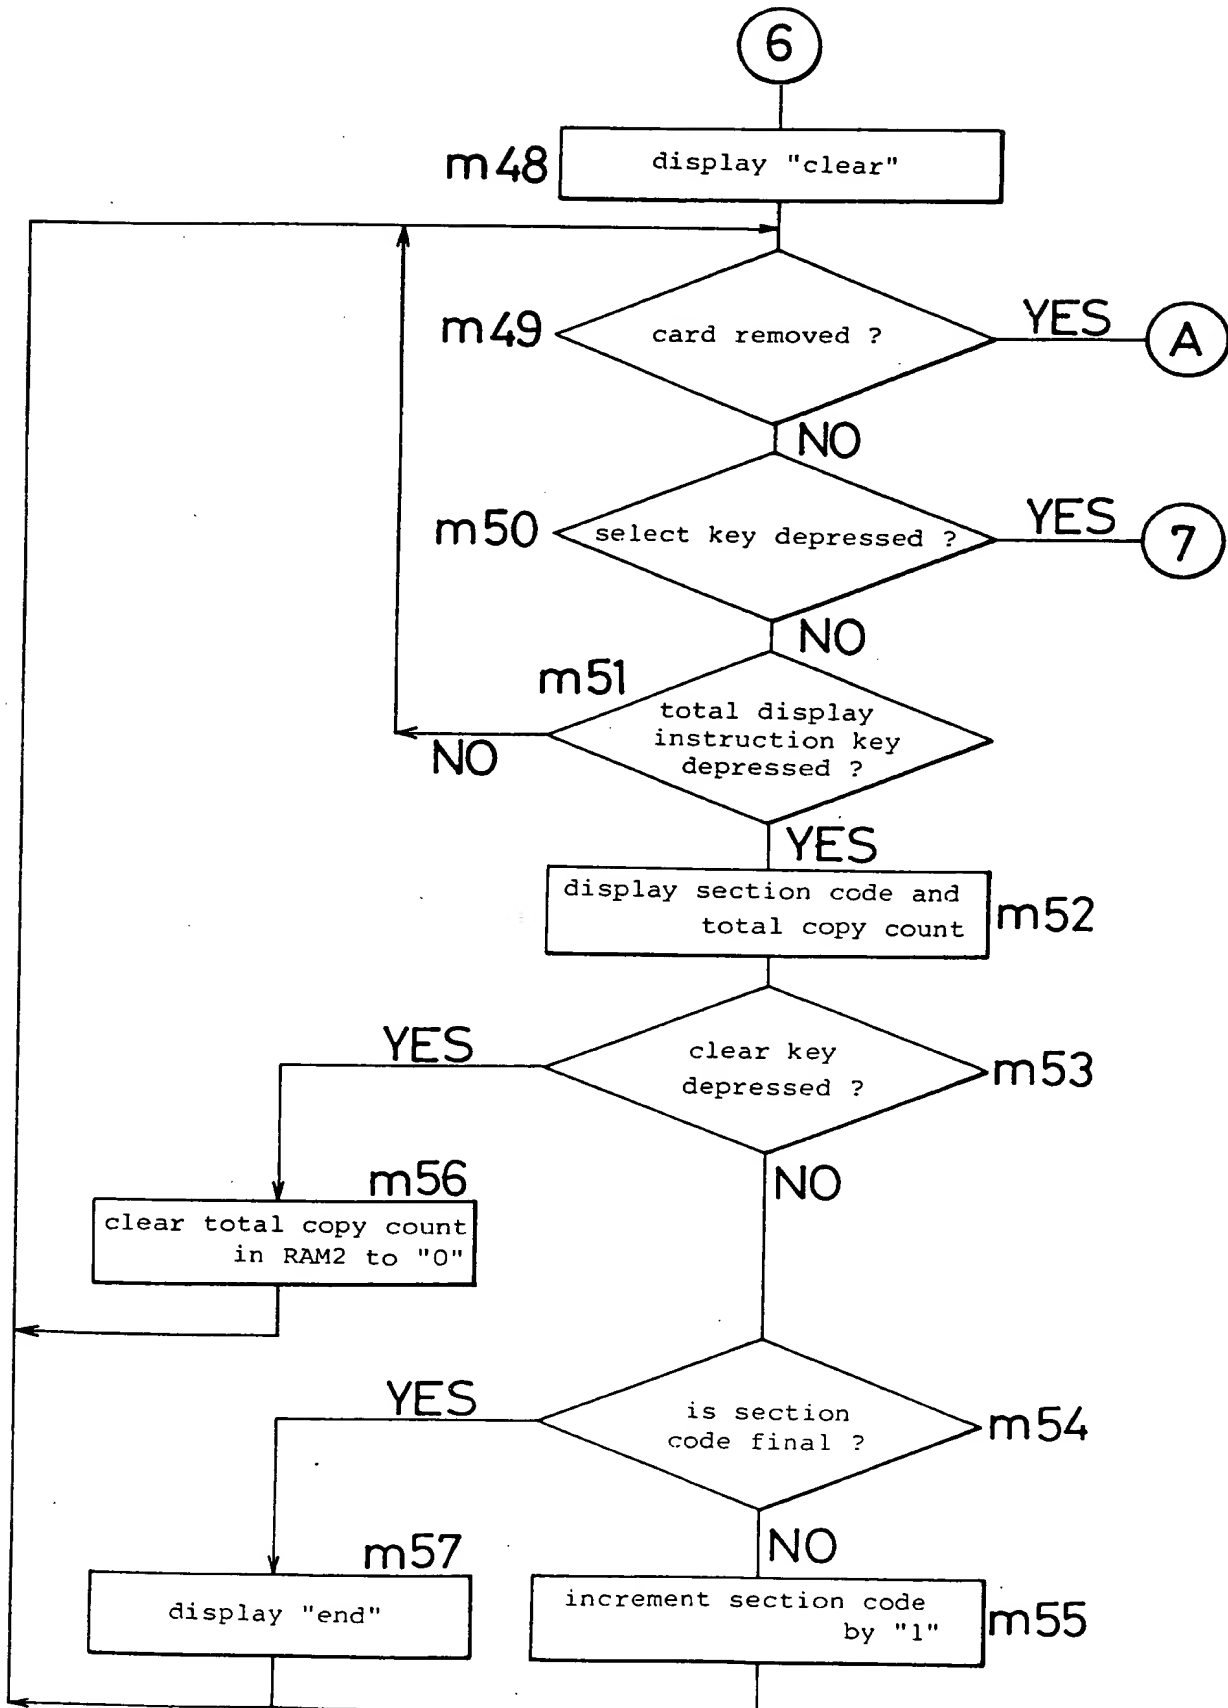 6
m48
display "clear"
m49
card removed ?
YES
A
NO
m50
select key depressed ?
YES
7
NO
m51
total display
instruction key
depressed ?
NO
YES
display section code and
total copy count
m52
YES
clear key
depressed ?
m53
NO
m56
clear total copy count
in RAM2 to "0"
YES
is section
code final ?
m54
NO
m57
display "end"
increment section code
by "1"
m55